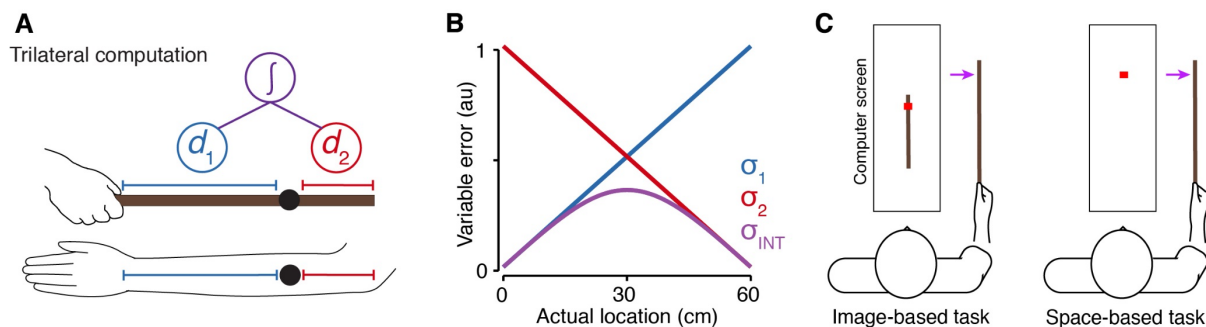 A
Trilateral computation
∫
d1
d2
B
Variable error (au)
1
0
0
30
60
Actual location (cm)
σ1
σ2
σINT
C
Computer screen
Image-based task
Space-based task